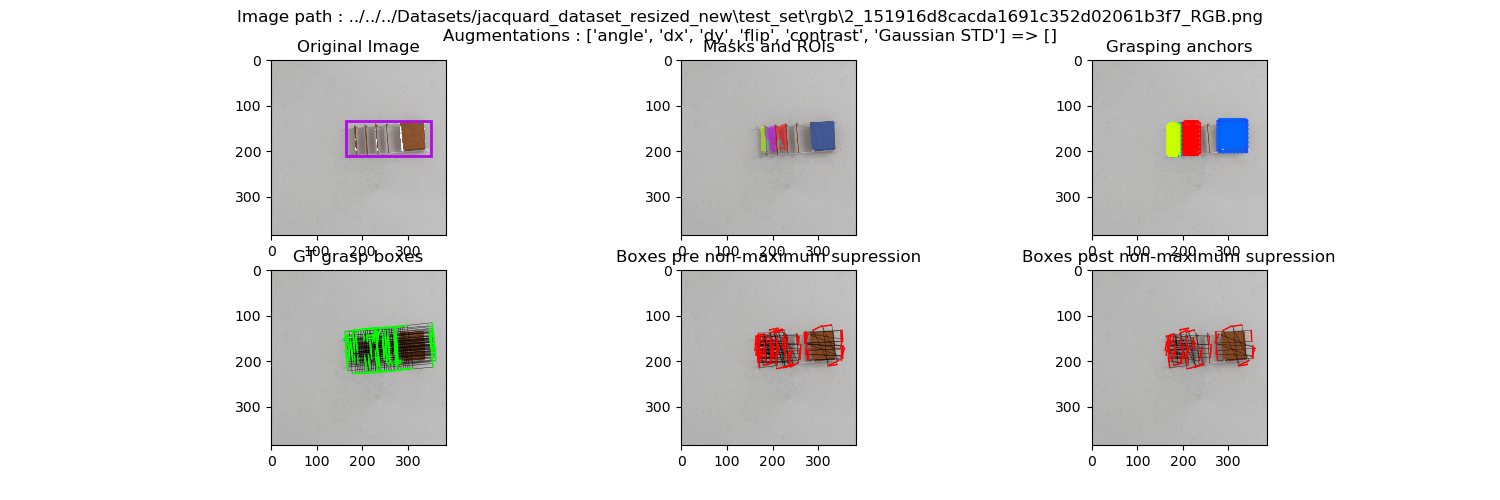 Image path : ../../../Datasets/jacquard_dataset_resized_new\test_set\rgb\2_151916d8cacda1691c352d02061b3f7_RGB.png
Augmentations : ['angle', 'dx', 'dy', 'flip', 'contrast', 'Gaussian STD'] => []
Original Image
Masks and ROIs
Grasping anchors
0
100
200
300
0 100 200 300
0
100
200
300
0 100 200 300
0
100
200
300
0 100 200 300
GT grasp boxes
Boxes pre non-maximum supression
Boxes post non-maximum supression
0
100
200
300
0 100 200 300
0
100
200
300
0 100 200 300
0
100
200
300
0 100 200 300